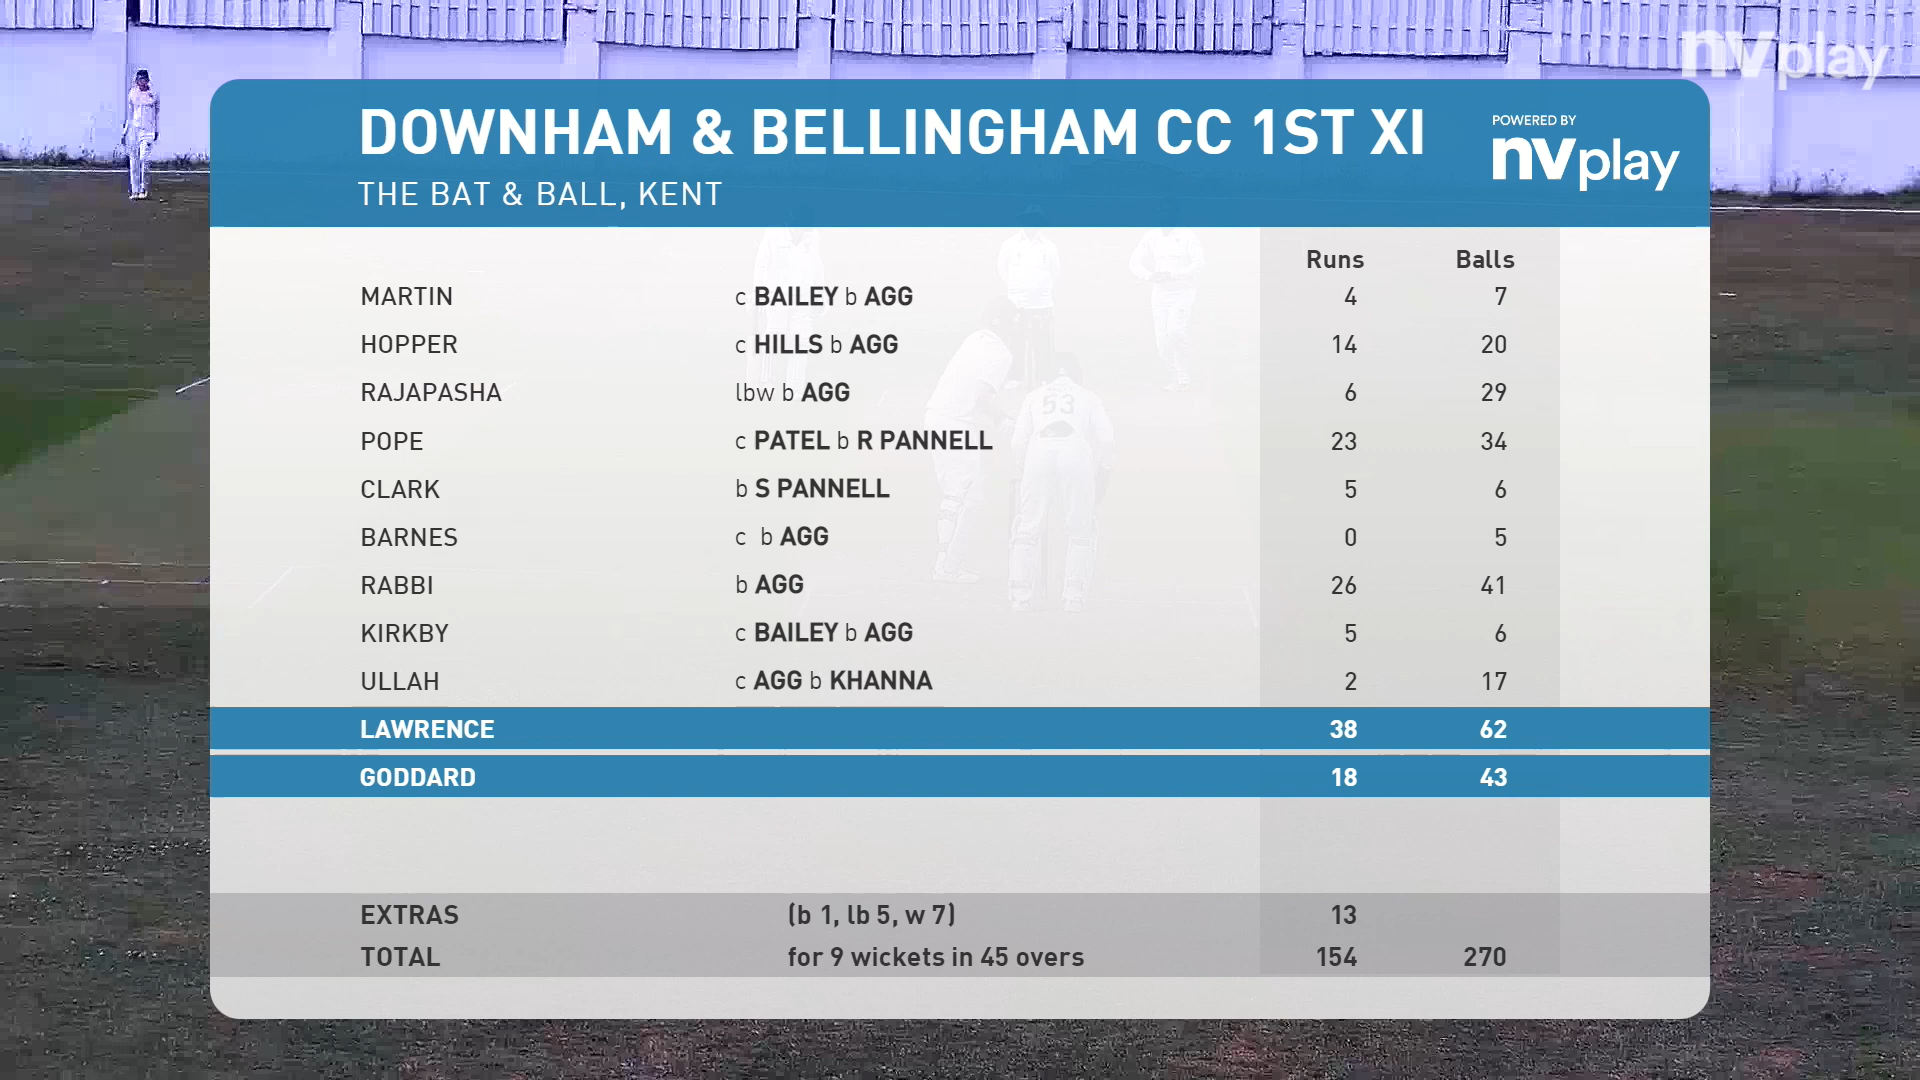 nvplay
DOWNHAM & BELLINGHAM CC 1ST XI
THE BAT & BALL, KENT
POWERED BY
nvplay
Runs Balls
MARTIN c BAILEY b AGG 4 7
HOPPER c HILLS b AGG 14 20
RAJAPASHA lbw b AGG 6 29
POPE c PATEL b R PANNELL 23 34
CLARK b S PANNELL 5 6
BARNES c b AGG 0 5
RABBI b AGG 26 41
KIRKBY c BAILEY b AGG 5 6
ULLAH c AGG b KHANNA 2 17
LAWRENCE 38 62
GODDARD 18 43
EXTRAS (b 1, lb 5, w 7) 13
TOTAL for 9 wickets in 45 overs 154 270
53